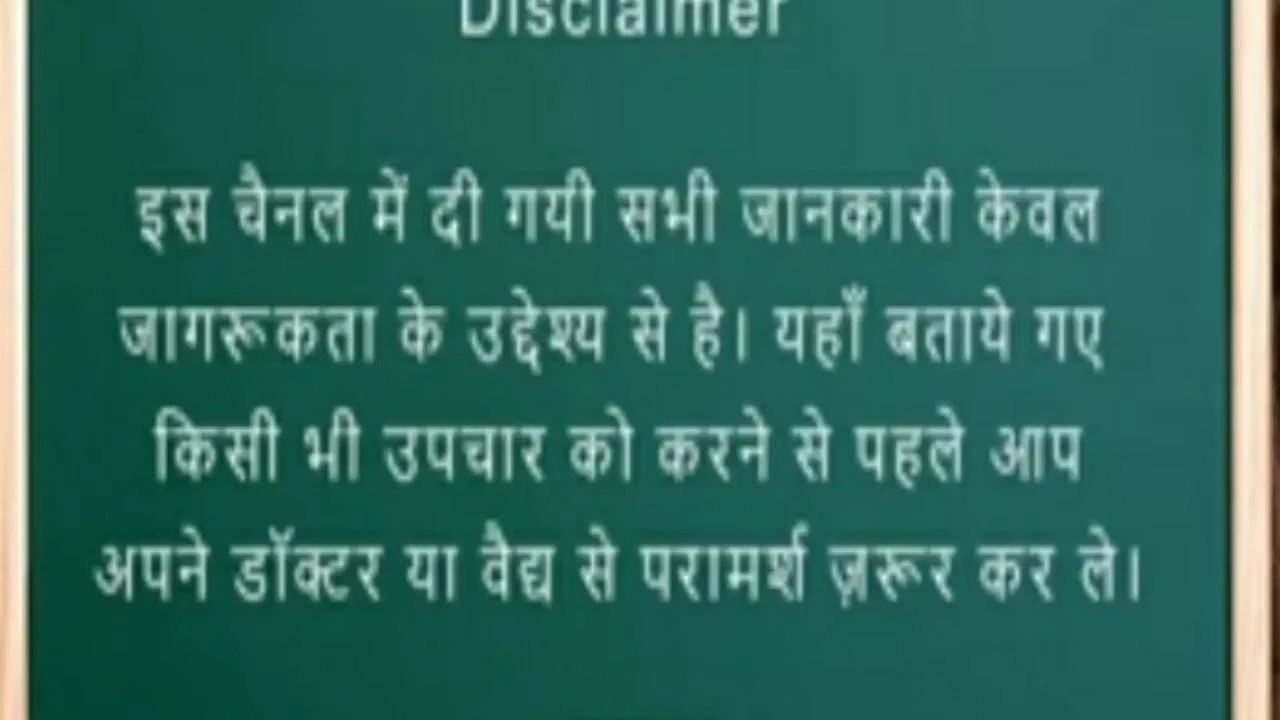 Disclaimer
इस चैनल में दी गयी सभी जानकारी केवल
जागरूकता के उद्देश्य से है। यहाँ बताये गए
किसी भी उपचार को करने से पहले आप
अपने डॉक्टर या वैद्य से परामर्श ज़रूर कर ले।